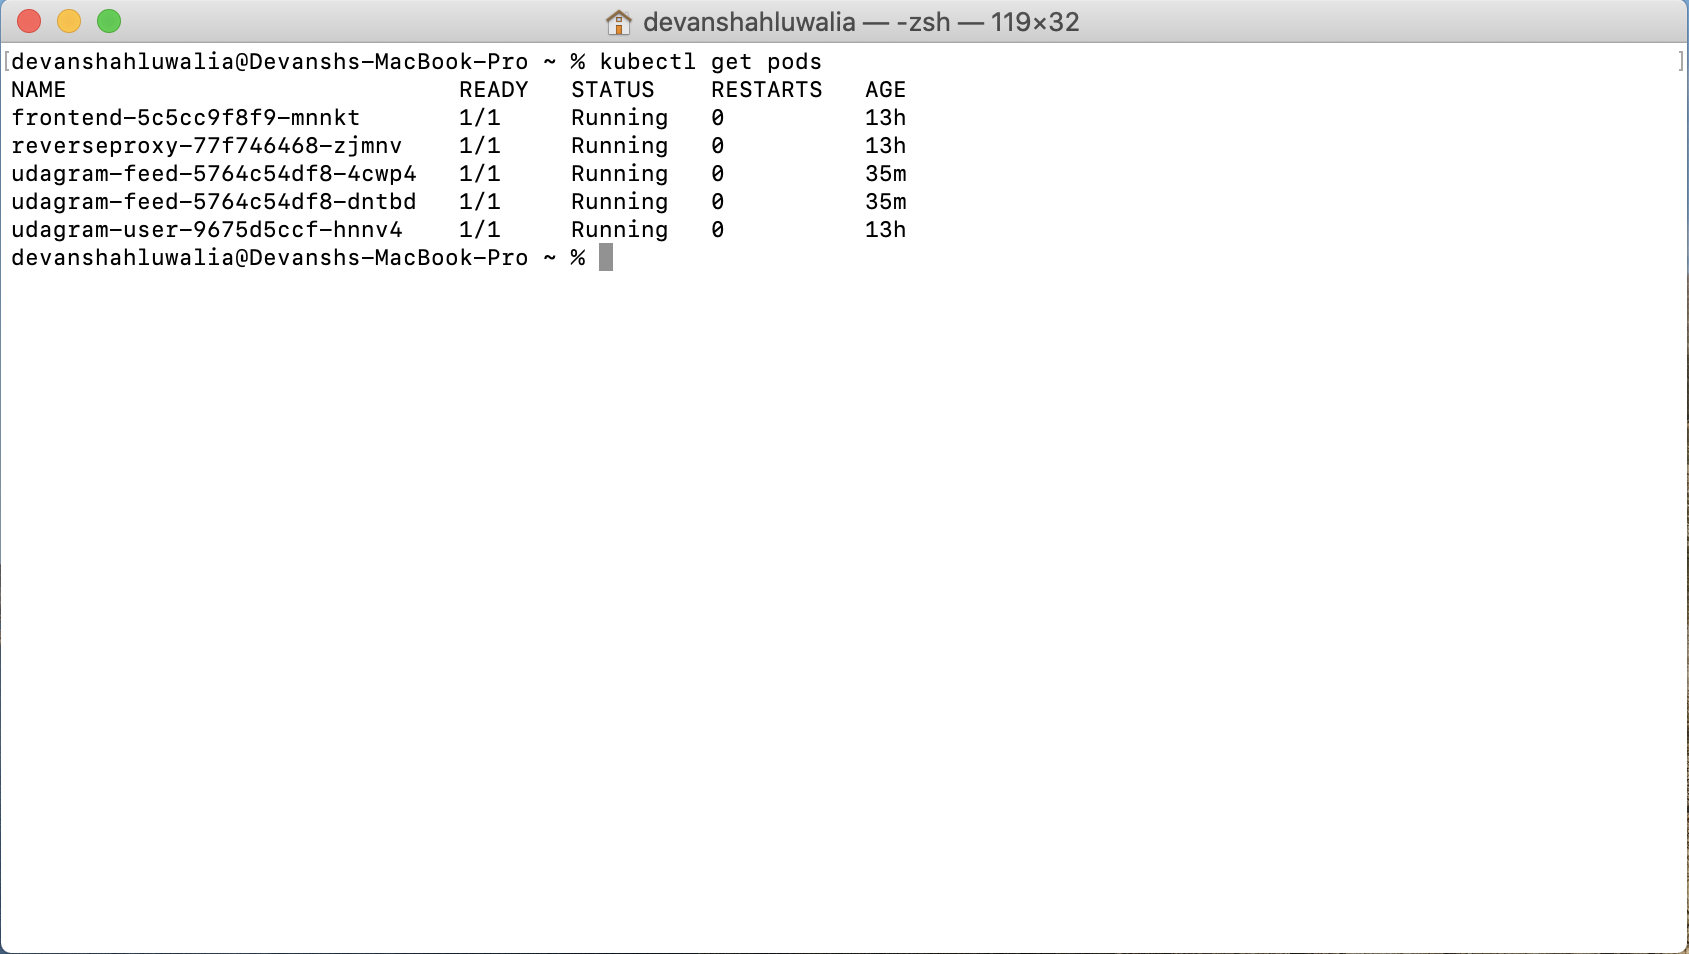 devanshahluwalia — -zsh — 119×32
[devanshahluwalia@Devanshs-MacBook-Pro ~ % kubectl get pods ]
NAME READY STATUS RESTARTS AGE
frontend-5c5cc9f8f9-mnnkt 1/1 Running 0 13h
reverseproxy-77f746468-zjmnv 1/1 Running 0 13h
udagram-feed-5764c54df8-4cwp4 1/1 Running 0 35m
udagram-feed-5764c54df8-dntbd 1/1 Running 0 35m
udagram-user-9675d5ccf-hnnv4 1/1 Running 0 13h
devanshahluwalia@Devanshs-MacBook-Pro ~ %